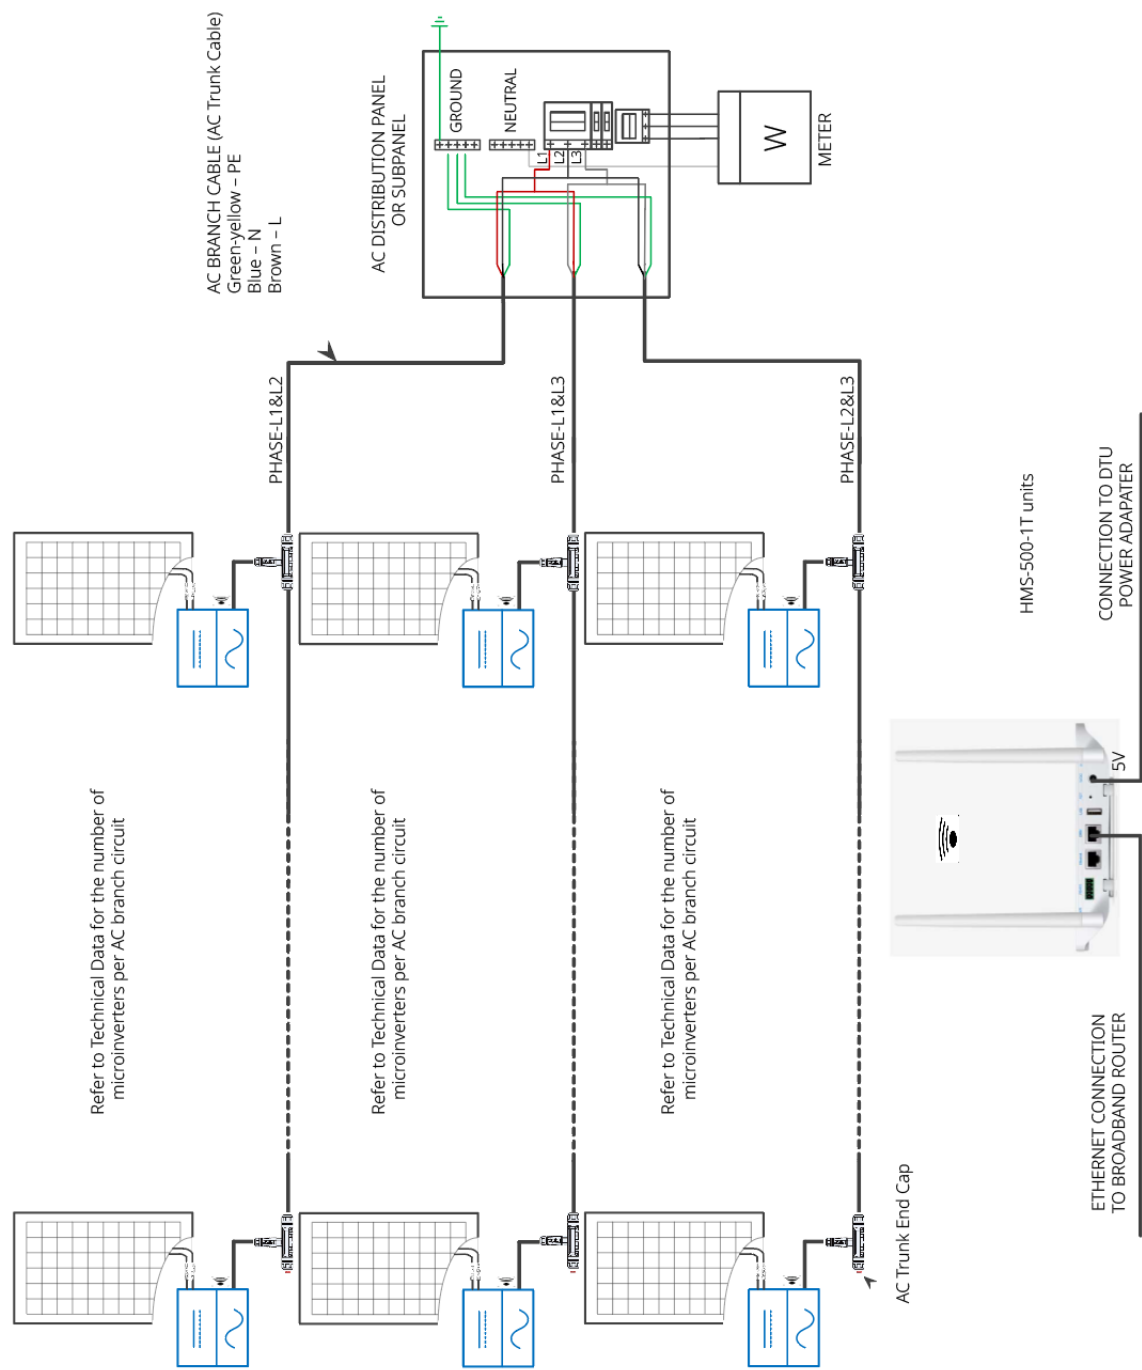 AC BRANCH CABLE (AC Trunk Cable)
Green-yellow – PE
Blue – N
Brown – L
AC DISTRIBUTION PANEL
OR SUBPANEL
GROUND
NEUTRAL
L1
L2
L3
W
METER
PHASE-L1&L2
PHASE-L1&L3
PHASE-L2&L3
Refer to Technical Data for the number of
microinverters per AC branch circuit
Refer to Technical Data for the number of
microinverters per AC branch circuit
Refer to Technical Data for the number of
microinverters per AC branch circuit
AC Trunk End Cap
HMS-500-1T units
CONNECTION TO DTU
POWER ADAPATER
5V
ETHERNET CONNECTION
TO BROADBAND ROUTER